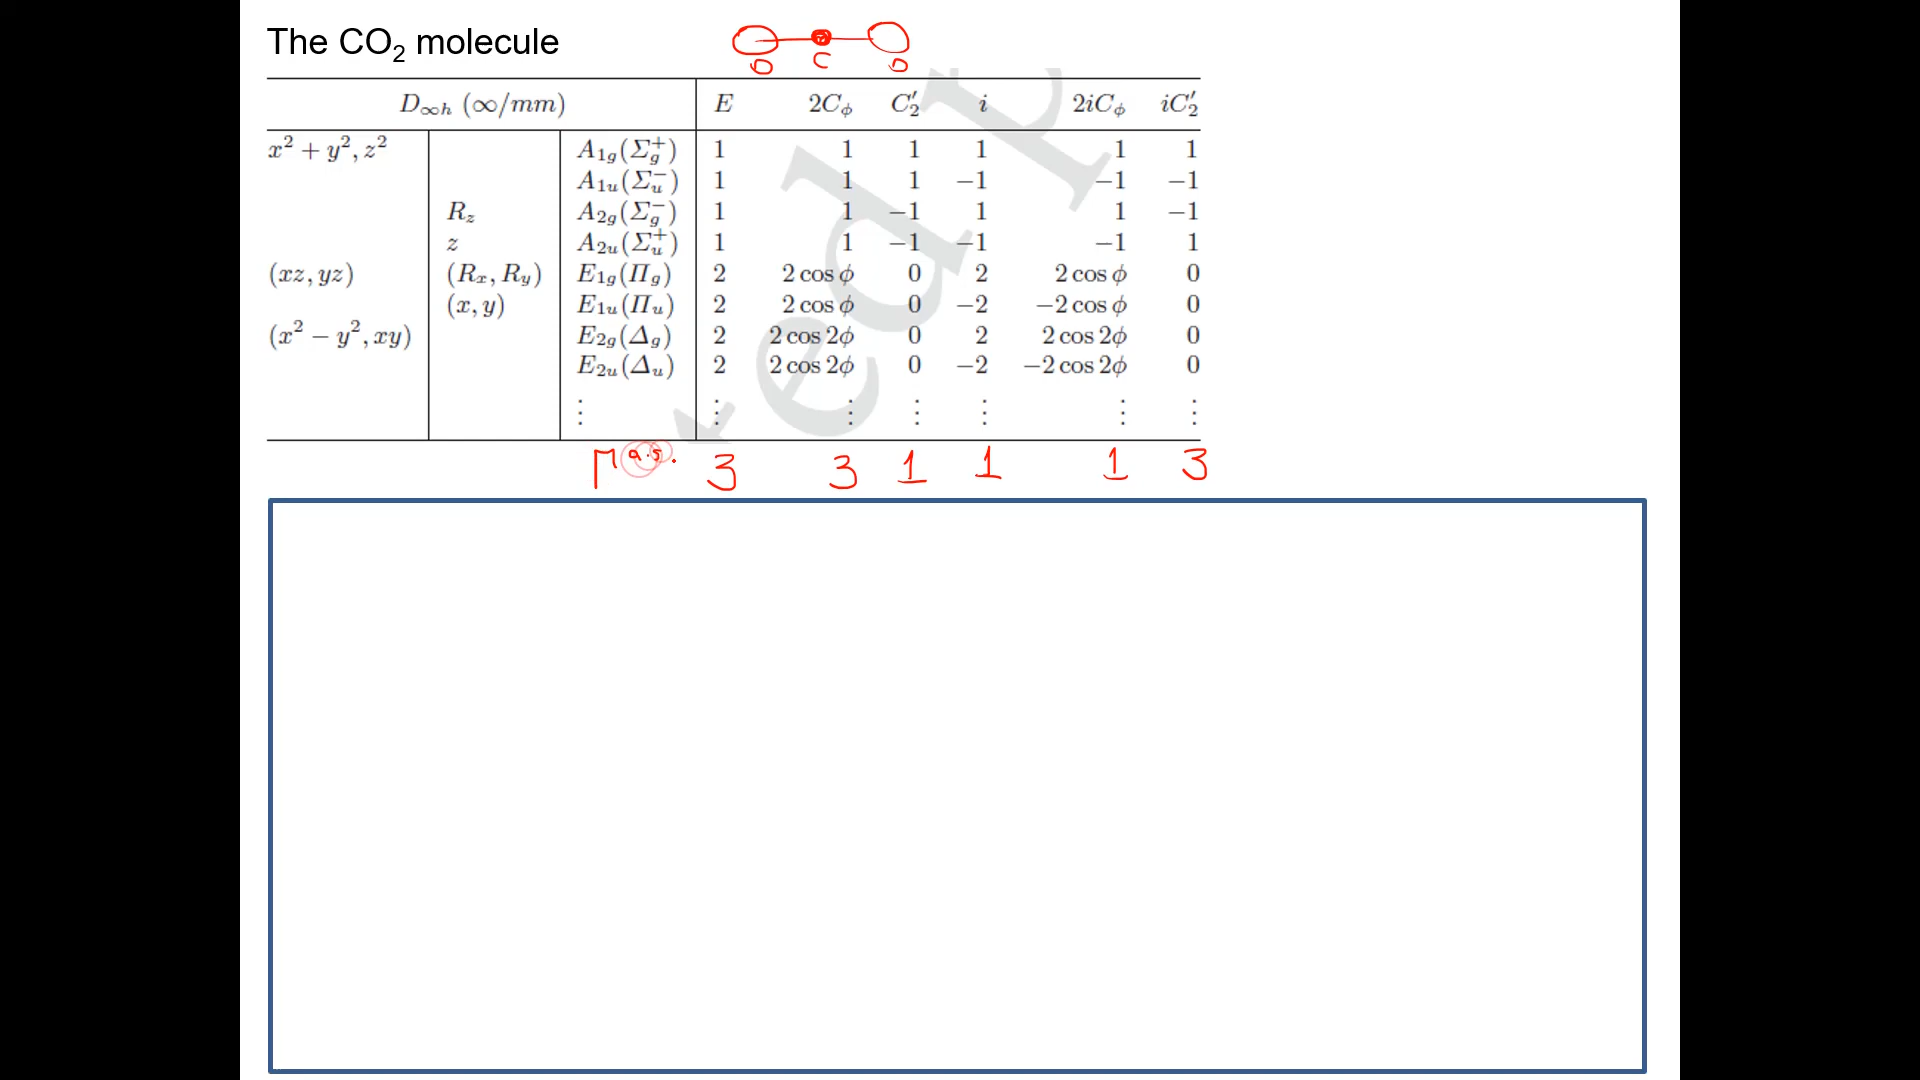 The CO₂ molecule
O C O
D∞h (∞/mm) E 2Cϕ C₂′ i 2iCϕ iC₂′
x² + y², z² A₁g(Σg⁺) 1 1 1 1 1 1
A₁u(Σu⁻) 1 1 1 −1 −1 −1
Rz A₂g(Σg⁻) 1 1 −1 1 1 −1
z A₂u(Σu⁺) 1 1 −1 −1 −1 1
(xz, yz) (Rx, Ry) E₁g(Πg) 2 2 cos ϕ 0 2 2 cos ϕ 0
(x, y) E₁u(Πu) 2 2 cos ϕ 0 −2 −2 cos ϕ 0
(x² − y², xy) E₂g(Δg) 2 2 cos 2ϕ 0 2 2 cos 2ϕ 0
E₂u(Δu) 2 2 cos 2ϕ 0 −2 −2 cos 2ϕ 0
⋮ ⋮ ⋮ ⋮ ⋮ ⋮ ⋮
Γ a.s. 3 3 1 1 1 3